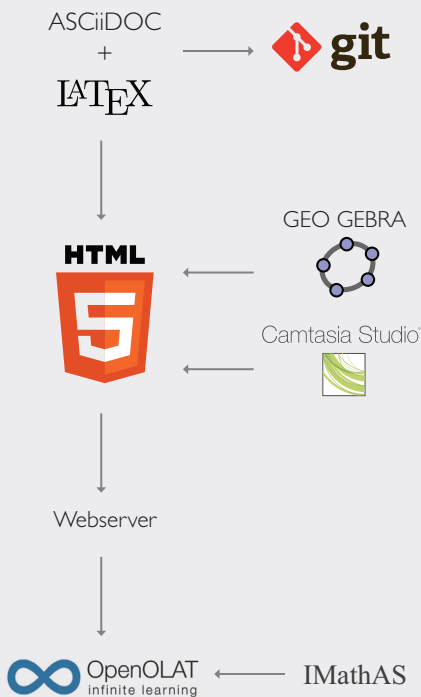 ASCiiDOC
+
LATEX
git
HTML
5
GEO GEBRA
Camtasia Studio
Webserver
OpenOLAT
infinite learning
IMathAS